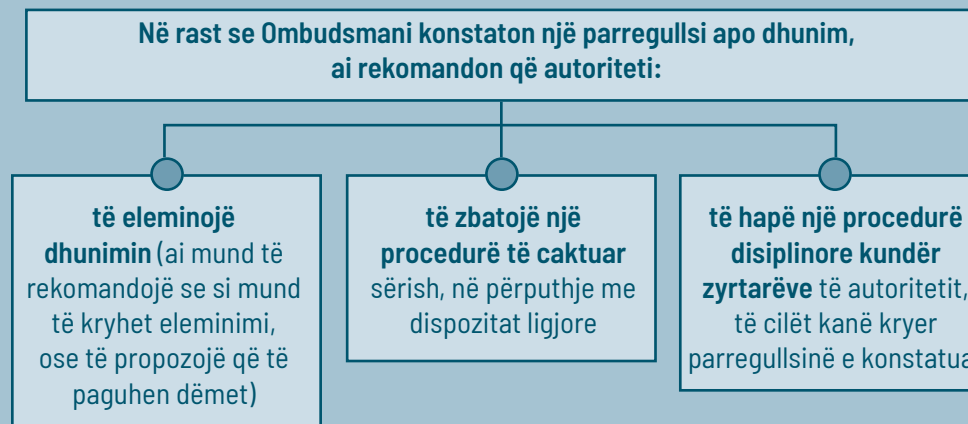 Në rast se Ombudsmani konstaton një parregullsi apo dhunim,
ai rekomandon që autoriteti:
të eleminojë
dhunimin (ai mund të
rekomandojë se si mund
të kryhet eleminimi,
ose të propozojë që të
paguhen dëmet)
të zbatojë një
procedurë të caktuar
sërish, në përputhje me
dispozitat ligjore
të hapë një procedurë
disiplinore kundër
zyrtarëve të autoritetit,
të cilët kanë kryer
parregullsinë e